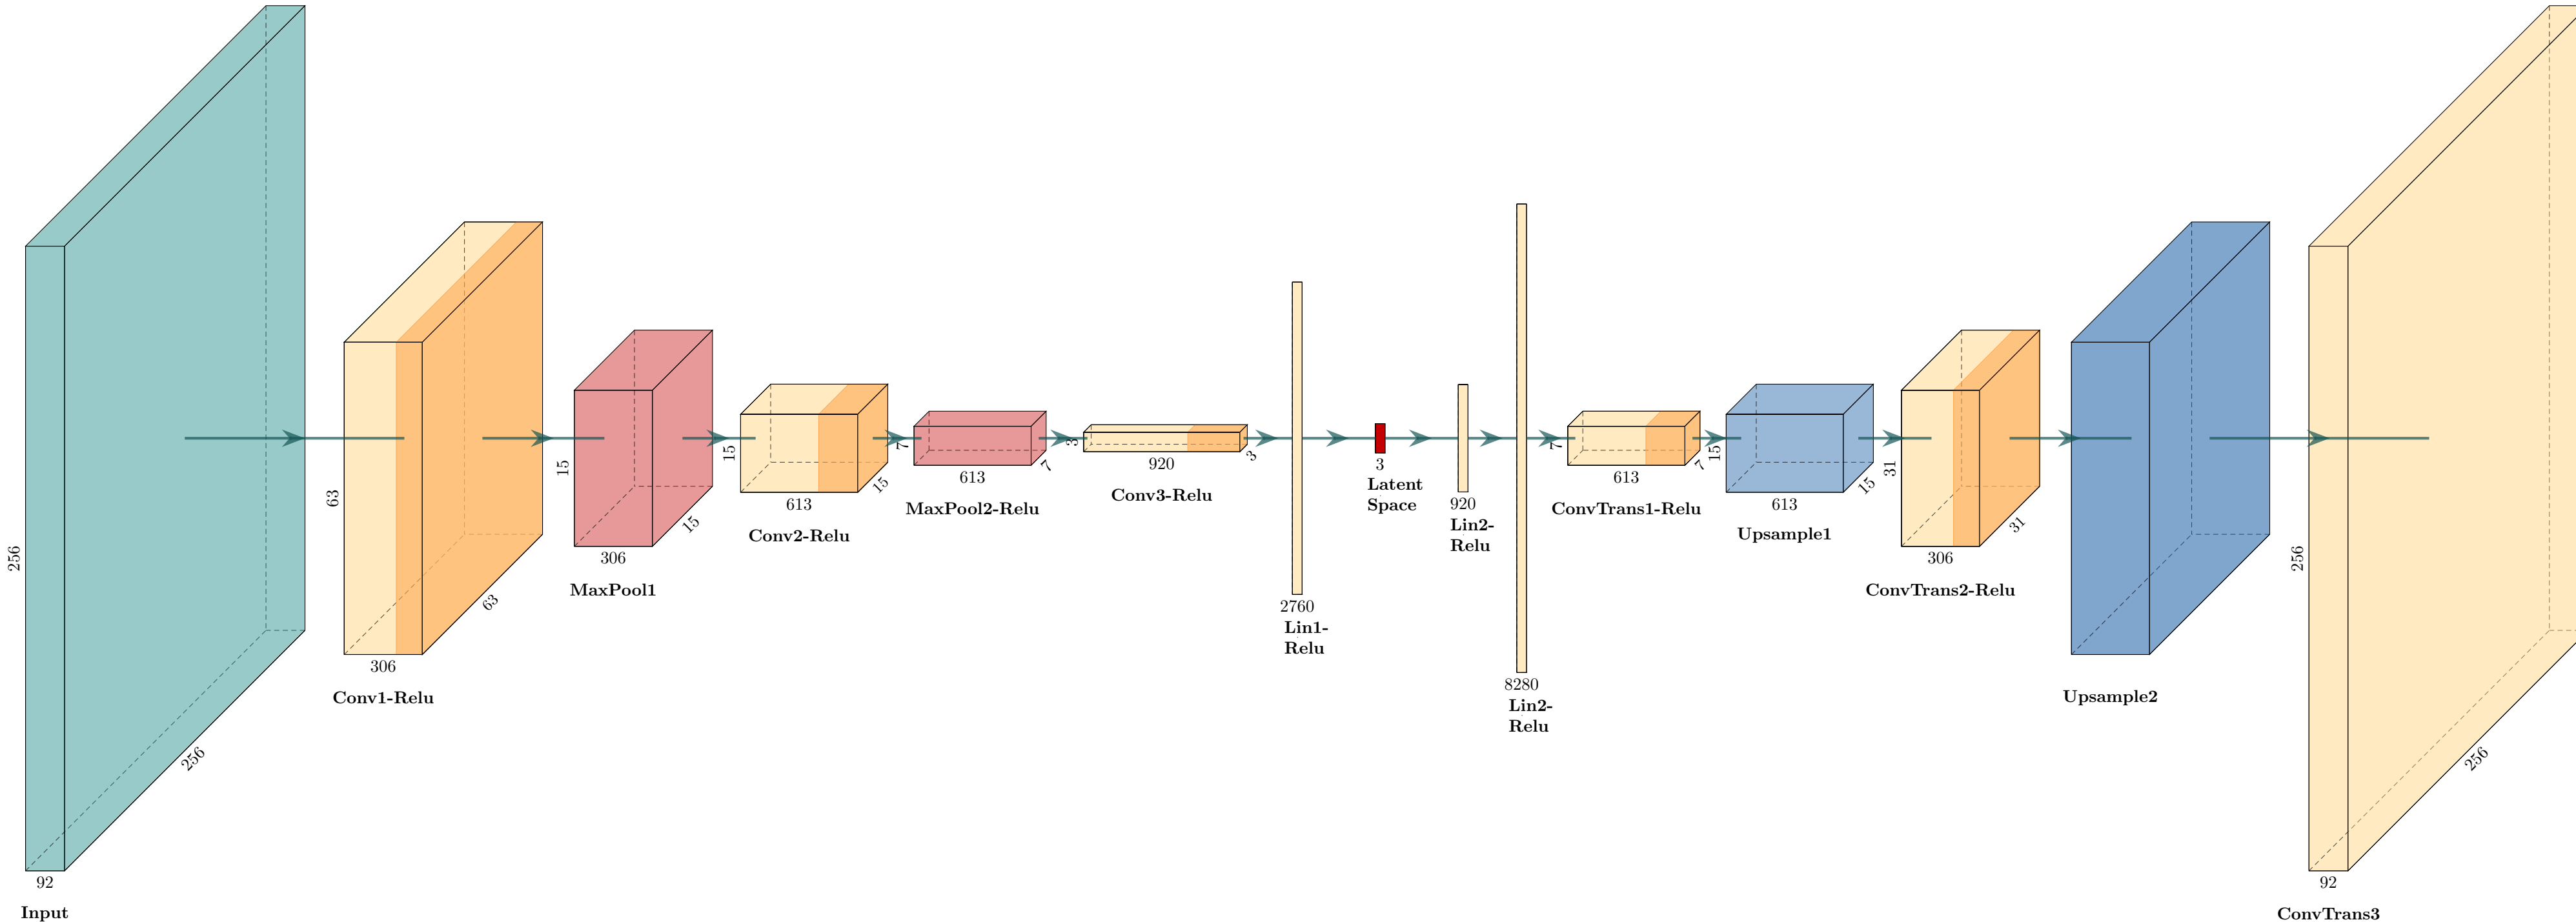 256
256
92
Input
63
63
306
Conv1-Relu
15
15
306
MaxPool1
15
15
613
Conv2-Relu
7
7
613
MaxPool2-Relu
3
3
920
Conv3-Relu
2760
Lin1-
Relu
3
Latent
Space
920
Lin2-
Relu
8280
Lin2-
Relu
7
7
613
ConvTrans1-Relu
15
15
613
Upsample1
31
31
306
ConvTrans2-Relu
Upsample2
256
256
92
ConvTrans3